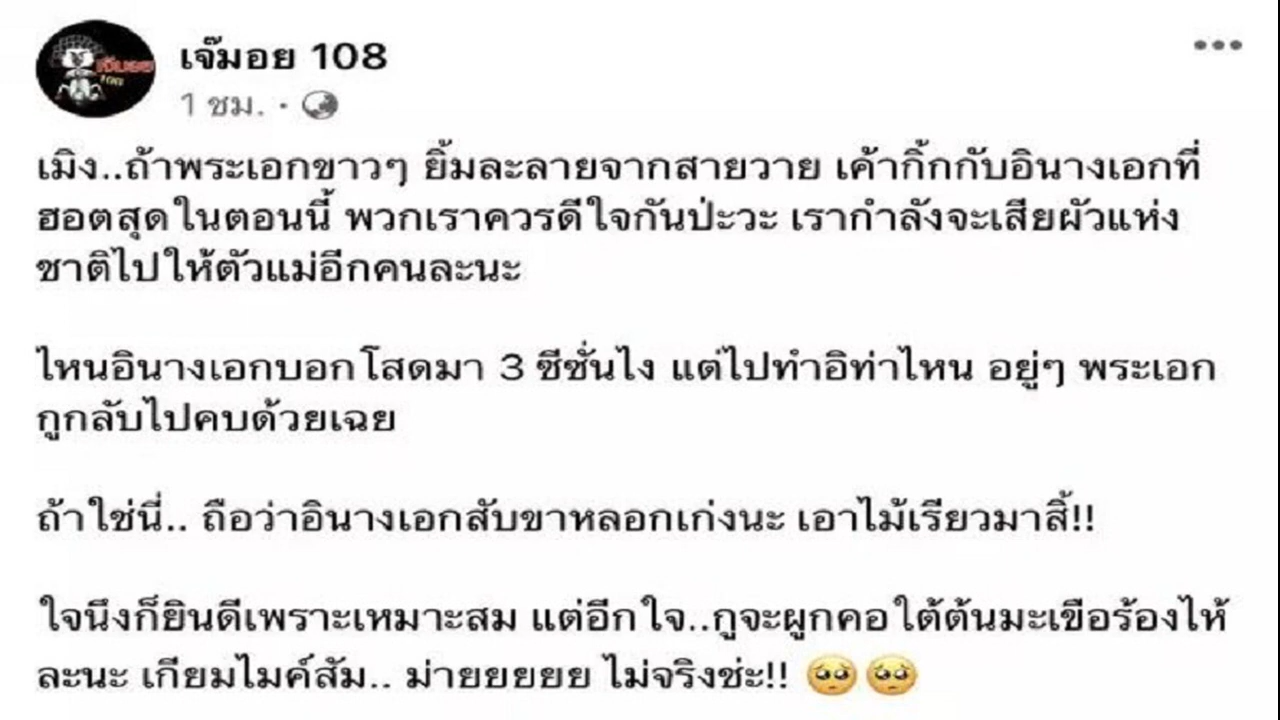 เจ๊มอย 108
1 ชม. ·
เมิง..ถ้าพระเอกขาวๆ ยิ้มละลายจากสายวาย เค้ากิ้กกับอินางเอกที่
ฮอตสุดในตอนนี้ พวกเราควรดีใจกันป่ะวะ เรากำลังจะเสียผัวแห่ง
ชาติไปให้ตัวแม่อีกคนละนะ
ไหนอินางเอกบอกโสดมา 3 ซีซั่นไง แต่ไปทำอิท่าไหน อยู่ๆ พระเอก
กูกลับไปคบด้วยเฉย
ถ้าใช่นี่.. ถือว่าอินางเอกสับขาหลอกเก่งนะ เอาไม้เรียวมาสิ้!!
ใจนึงก็ยินดีเพราะเหมาะสม แต่อีกใจ..กูจะผูกคอใต้ต้นมะเขือร้องไห้
ละนะ เกียมไมค์สัม.. ม่ายยยยย ไม่จริงช่ะ!! 🥺🥺